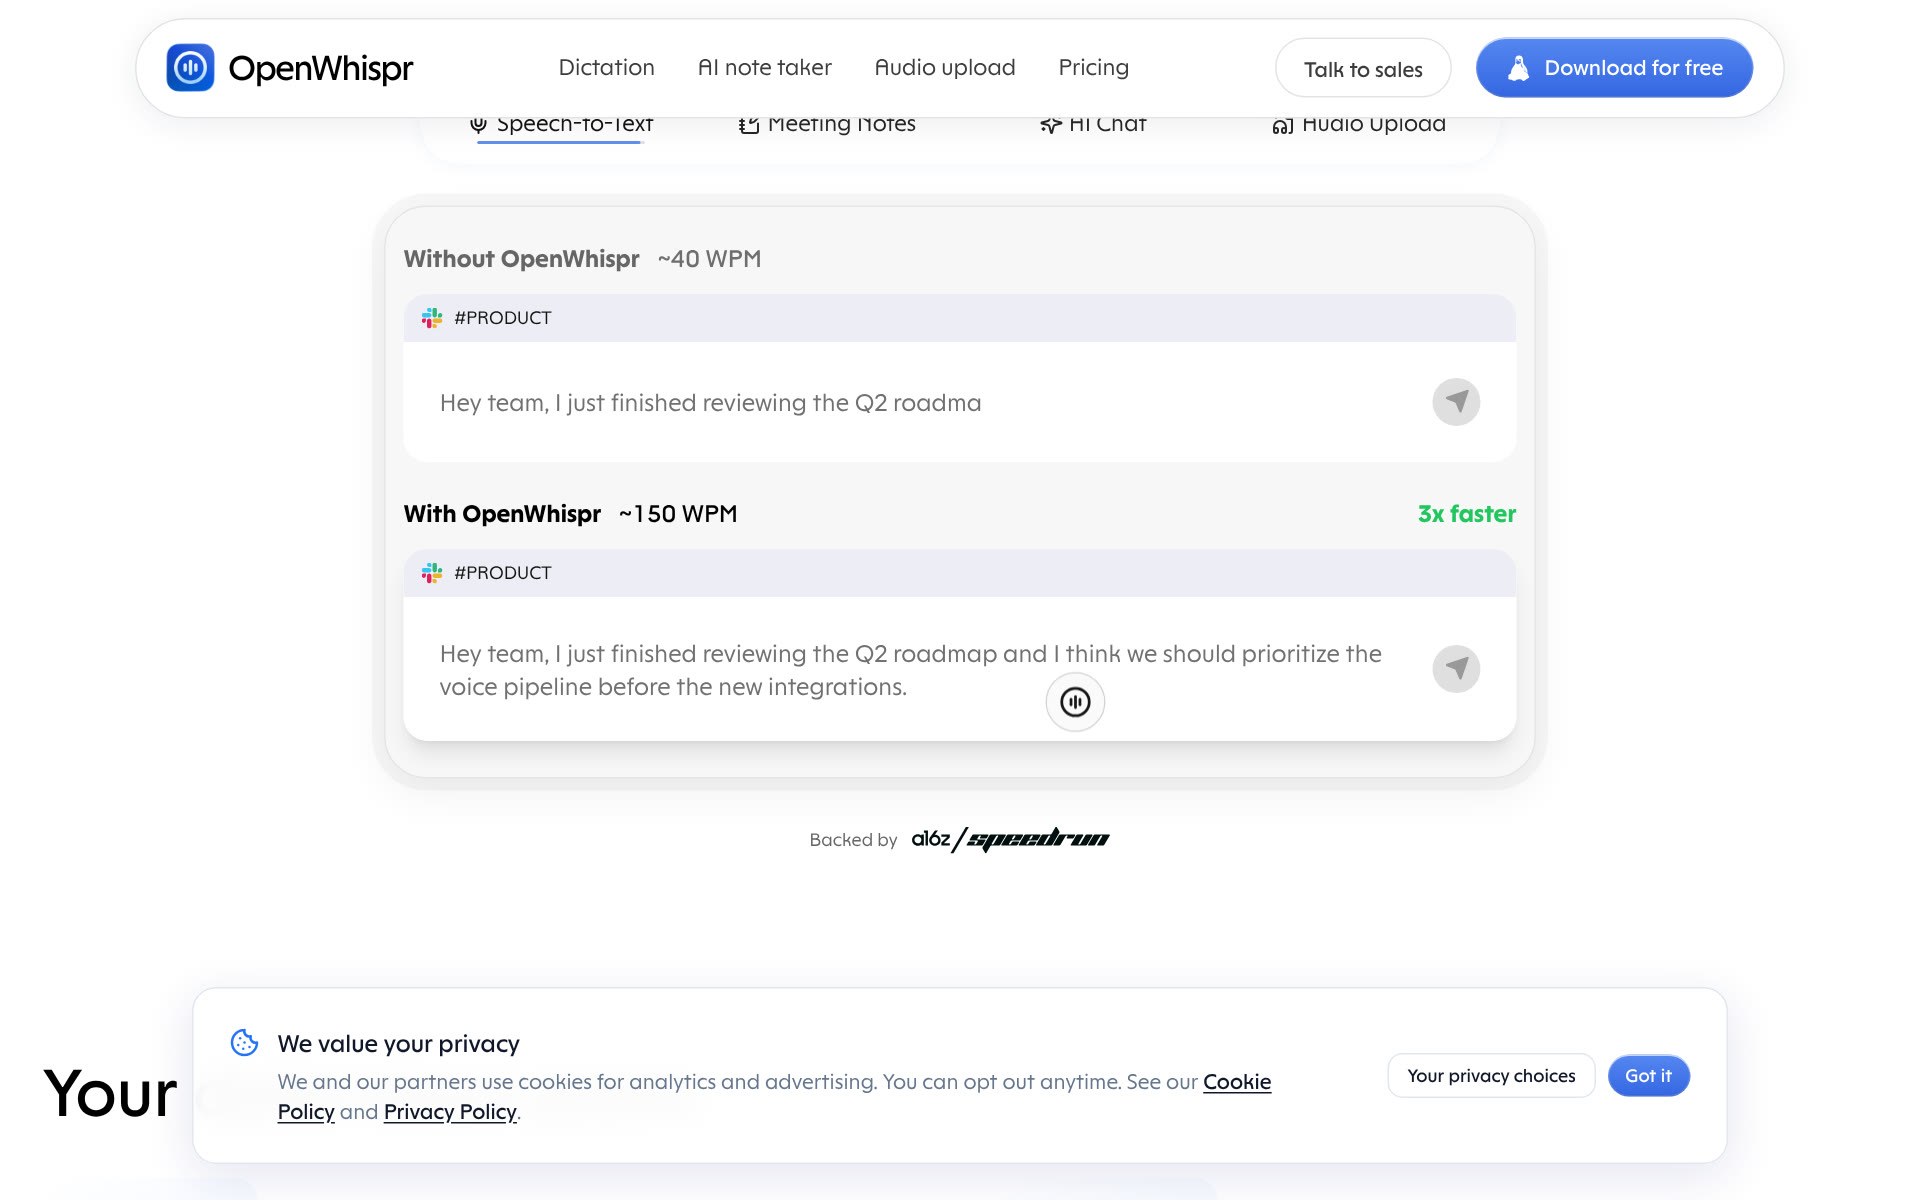 OpenWhispr
Dictation
AI note taker
Audio upload
Pricing
Talk to sales
Download for free
Speech-to-Text
Meeting Notes
AI Chat
Audio Upload
Without OpenWhispr ~40 WPM
#PRODUCT
Hey team, I just finished reviewing the Q2 roadma
With OpenWhispr ~150 WPM
3x faster
#PRODUCT
Hey team, I just finished reviewing the Q2 roadmap and I think we should prioritize the
voice pipeline before the new integrations.
Backed by a16z/speedrun
Your
We value your privacy
We and our partners use cookies for analytics and advertising. You can opt out anytime. See our Cookie
Policy and Privacy Policy.
Your privacy choices
Got it